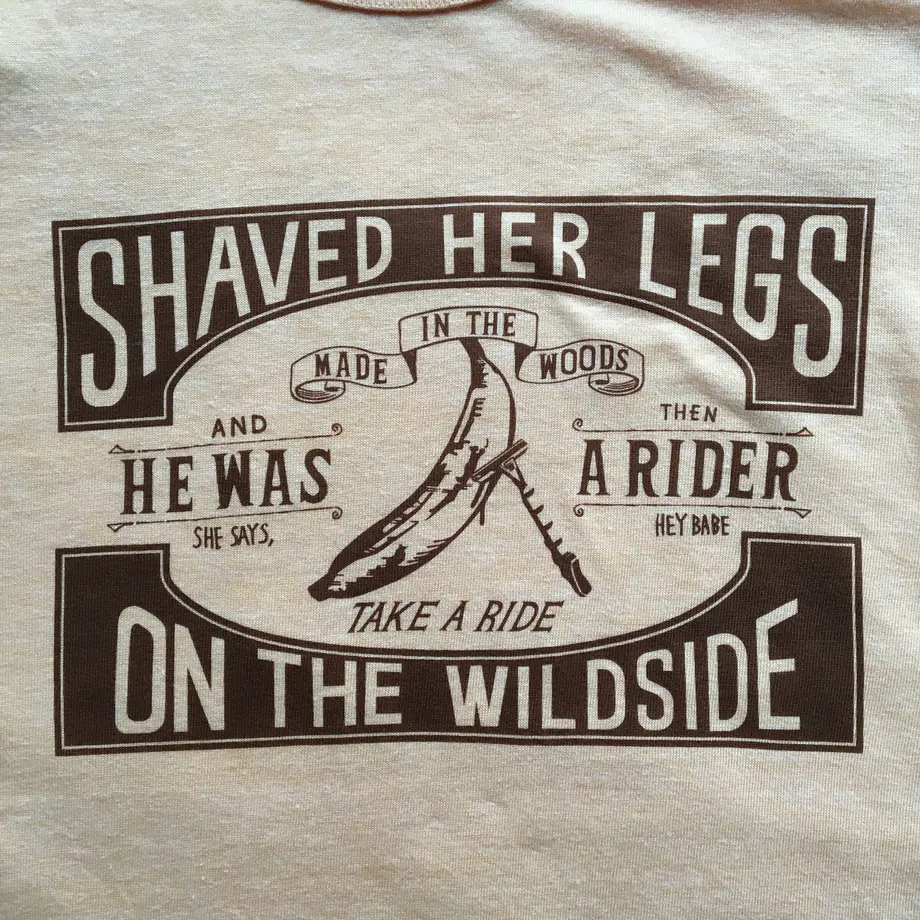 SHAVED HER LEGS
MADE IN THE WOODS
AND
HE WAS
SHE SAYS,
THEN
A RIDER
HEY BABE
TAKE A RIDE
ON THE WILDSIDE